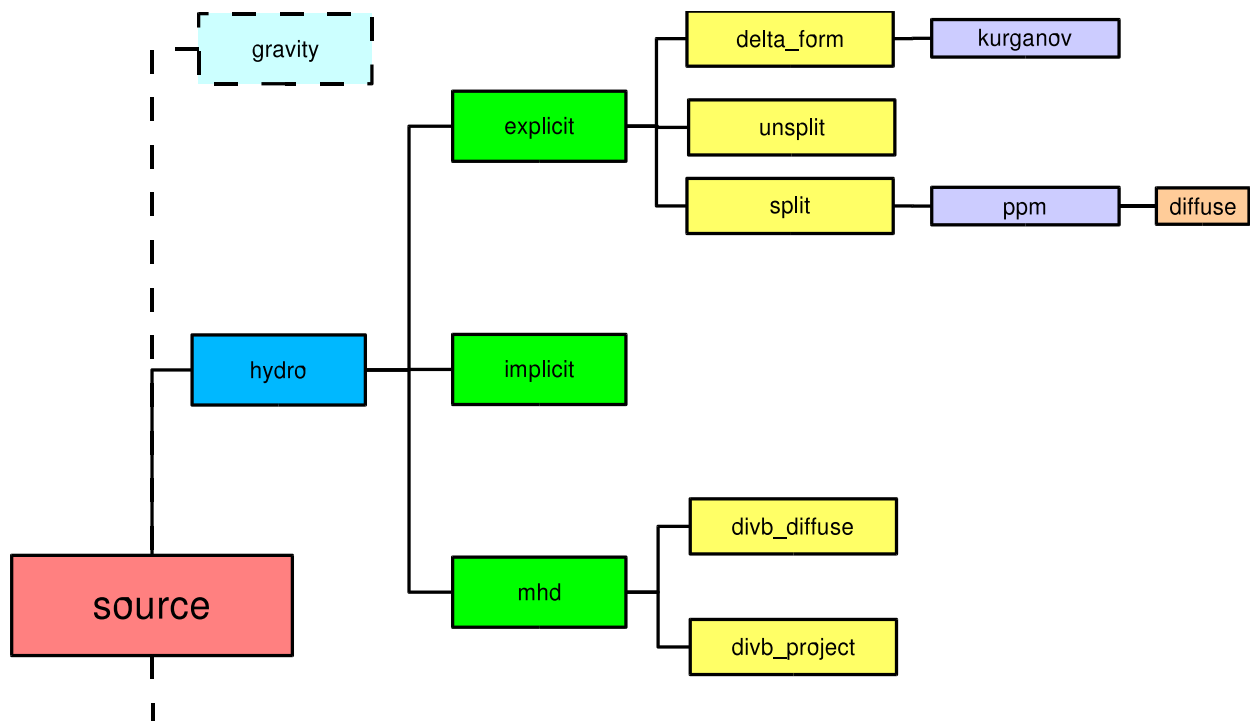 gravity
delta_form
kurganov
explicit
unsplit
split
ppm
diffuse
hydro
implicit
divb_diffuse
source
mhd
divb_project